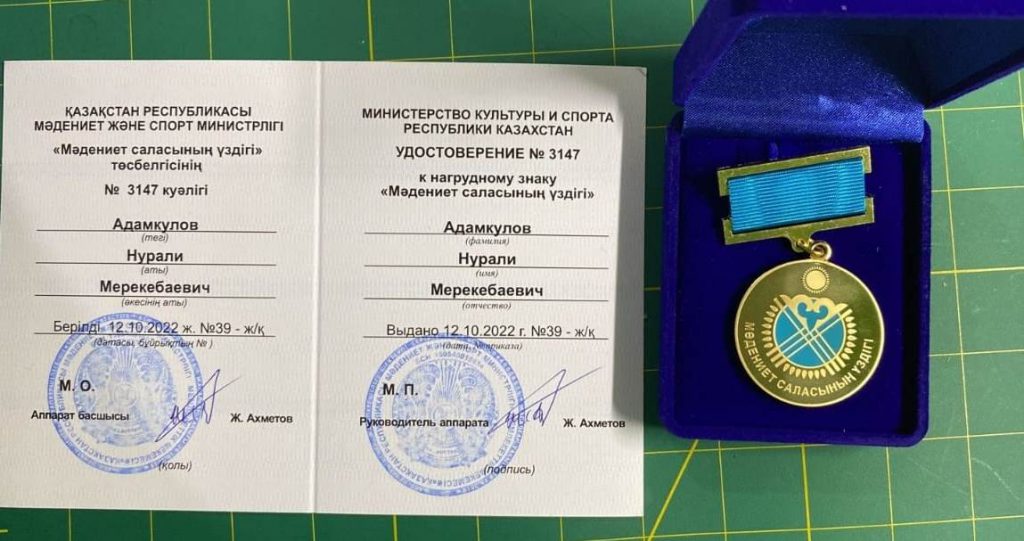 ҚАЗАҚСТАН РЕСПУБЛИКАСЫ
МӘДЕНИЕТ ЖӘНЕ СПОРТ МИНИСТРЛІГІ
«Мәдениет саласының үздігі»
төсбелгісінің
№ 3147 куәлігі
Адамкулов
(тегі)
Нурали
(аты)
Мерекебаевич
(әкесінің аты)
Берілді 12.10.2022 ж. №39 - ж/қ
(датасы, бұйрықтың №)
М. О.
Аппарат басшысы
Ж. Ахметов
(қолы)
МИНИСТЕРСТВО КУЛЬТУРЫ И СПОРТА
РЕСПУБЛИКИ КАЗАХСТАН
УДОСТОВЕРЕНИЕ № 3147
к нагрудному знаку
«Мәдениет саласының үздігі»
Адамкулов
(фамилия)
Нурали
(имя)
Мерекебаевич
(отчество)
Выдано 12.10.2022 г. №39 - ж/қ
(дата, № приказа)
М. П.
Руководитель аппарата
Ж. Ахметов
(подпись)
МӘДЕНИЕТ САЛАСЫНЫҢ ҮЗДІГІ